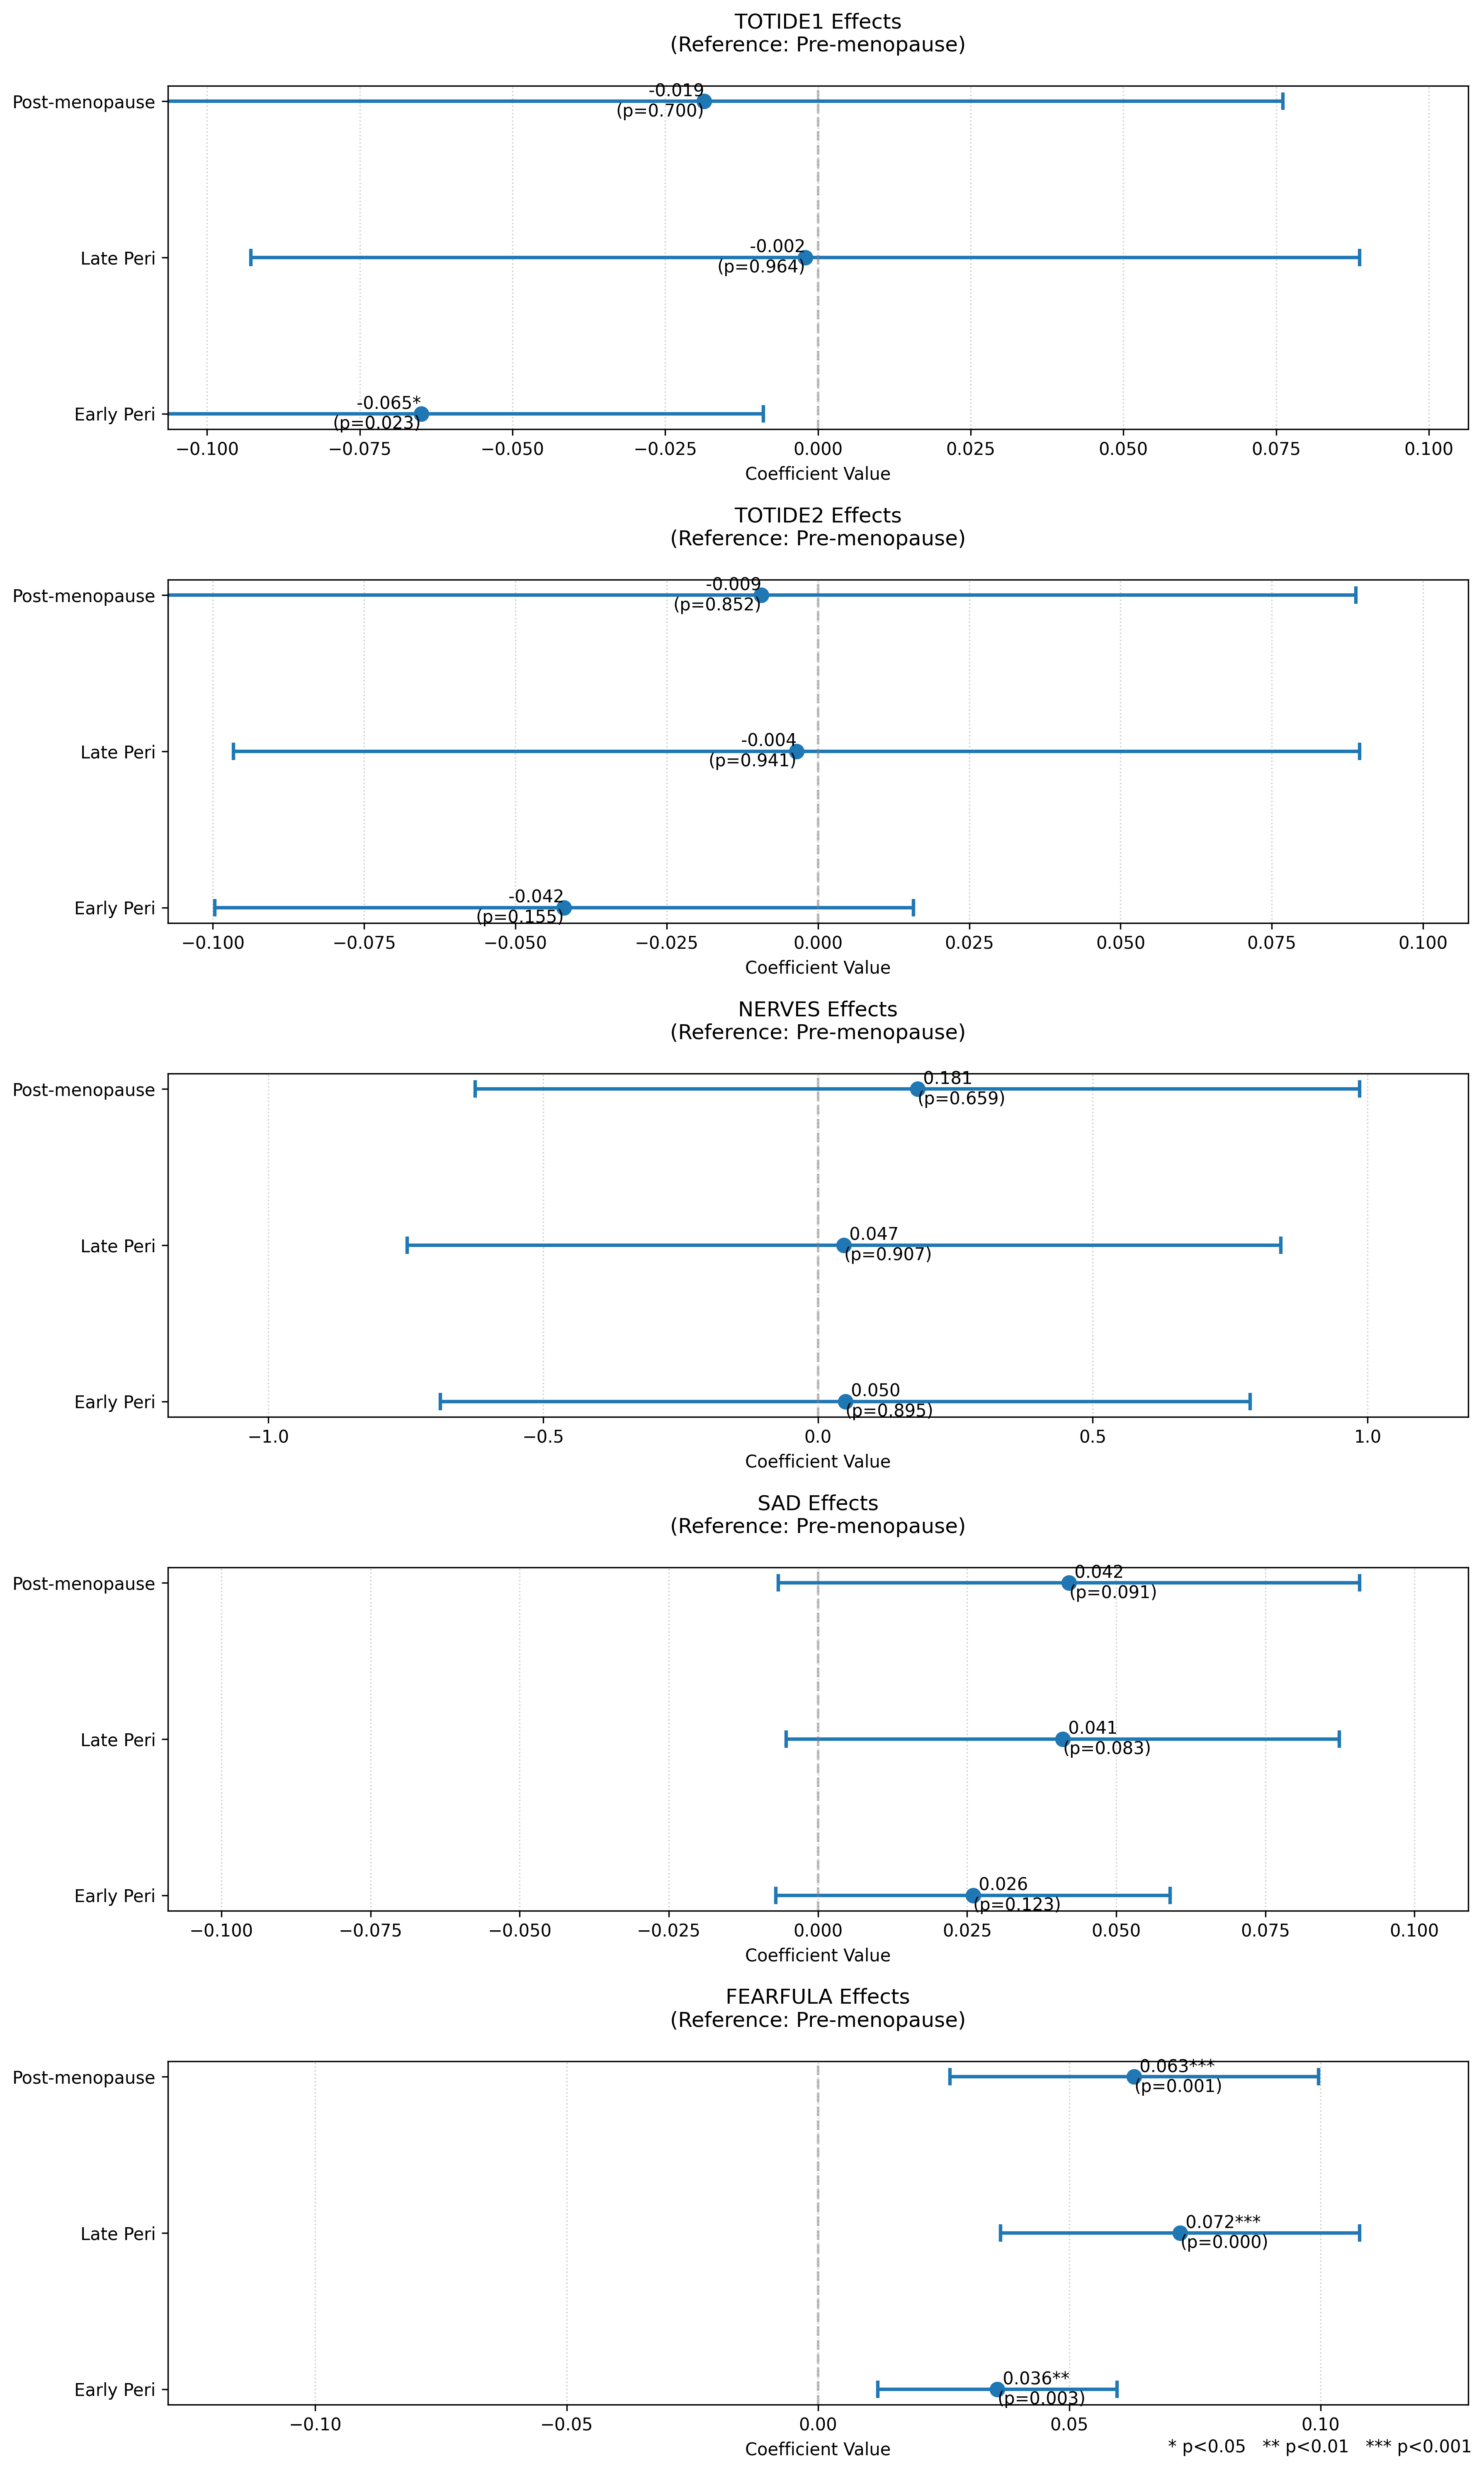 TOTIDE1 Effects
(Reference: Pre-menopause)
Post-menopause
-0.019
(p=0.700)
Late Peri
-0.002
(p=0.964)
Early Peri
-0.065*
(p=0.023)
−0.100 −0.075 −0.050 −0.025 0.000 0.025 0.050 0.075 0.100
Coefficient Value
TOTIDE2 Effects
(Reference: Pre-menopause)
Post-menopause
-0.009
(p=0.852)
Late Peri
-0.004
(p=0.941)
Early Peri
-0.042
(p=0.155)
−0.100 −0.075 −0.050 −0.025 0.000 0.025 0.050 0.075 0.100
Coefficient Value
NERVES Effects
(Reference: Pre-menopause)
Post-menopause
0.181
(p=0.659)
Late Peri
0.047
(p=0.907)
Early Peri
0.050
(p=0.895)
−1.0 −0.5 0.0 0.5 1.0
Coefficient Value
SAD Effects
(Reference: Pre-menopause)
Post-menopause
0.042
(p=0.091)
Late Peri
0.041
(p=0.083)
Early Peri
0.026
(p=0.123)
−0.100 −0.075 −0.050 −0.025 0.000 0.025 0.050 0.075 0.100
Coefficient Value
FEARFULA Effects
(Reference: Pre-menopause)
Post-menopause
0.063***
(p=0.001)
Late Peri
0.072***
(p=0.000)
Early Peri
0.036**
(p=0.003)
−0.10 −0.05 0.00 0.05 0.10
Coefficient Value
* p<0.05 ** p<0.01 *** p<0.001